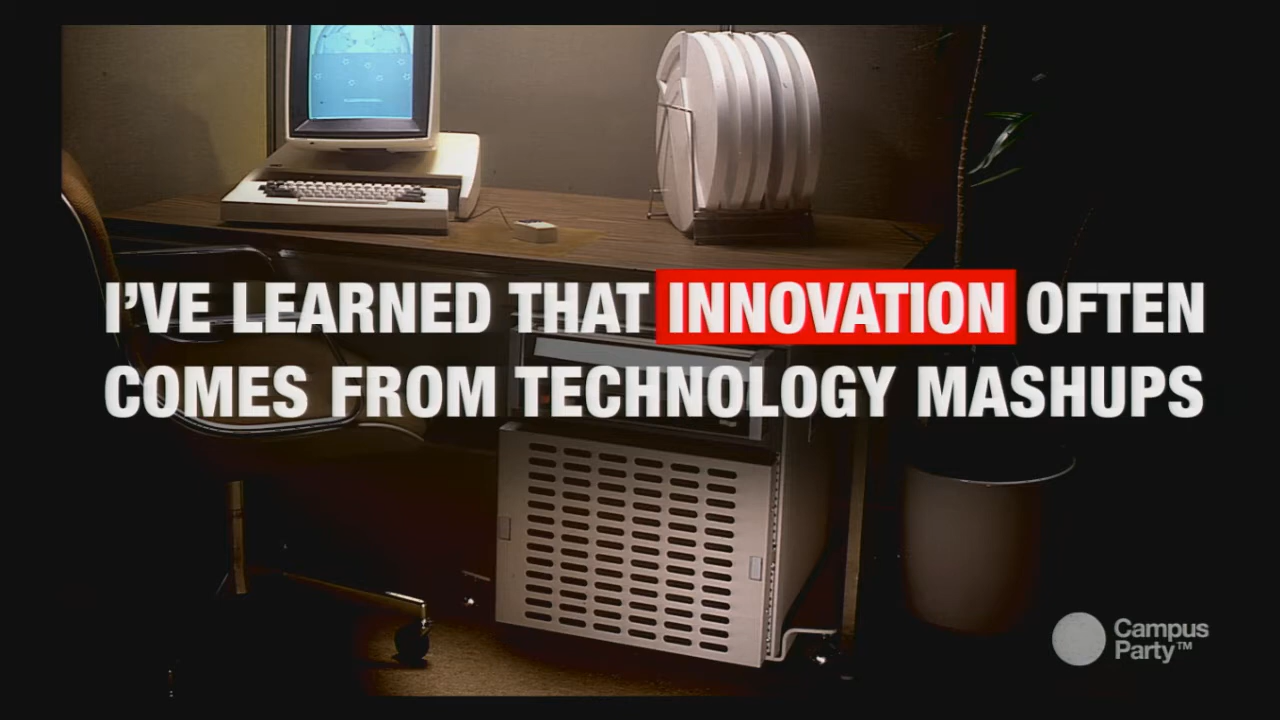 I'VE LEARNED THAT INNOVATION OFTEN
COMES FROM TECHNOLOGY MASHUPS
Campus
Party™